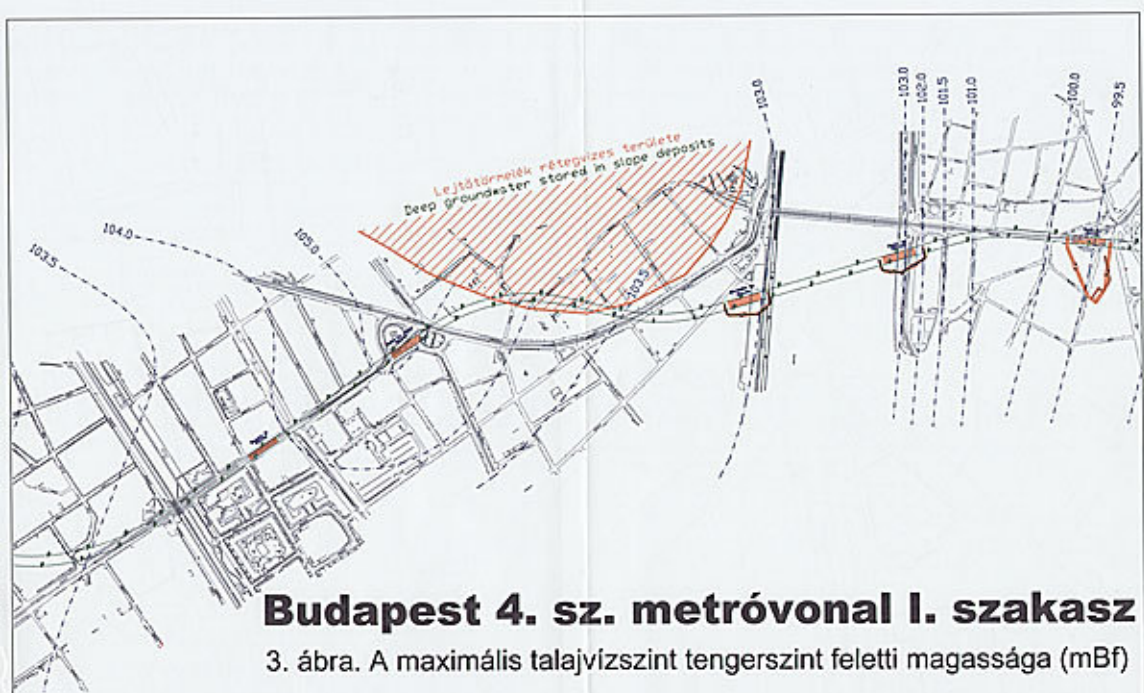 103.5
104.0
105.0
Lejtőtörmelék rétegvizes területe
Deep groundwater stored in slope deposits
103.5
103.0
103.0
102.0
101.5
101.0
100.0
99.5
Budapest 4. sz. metróvonal I. szakasz
3. ábra. A maximális talajvízszint tengerszint feletti magassága (mBf)